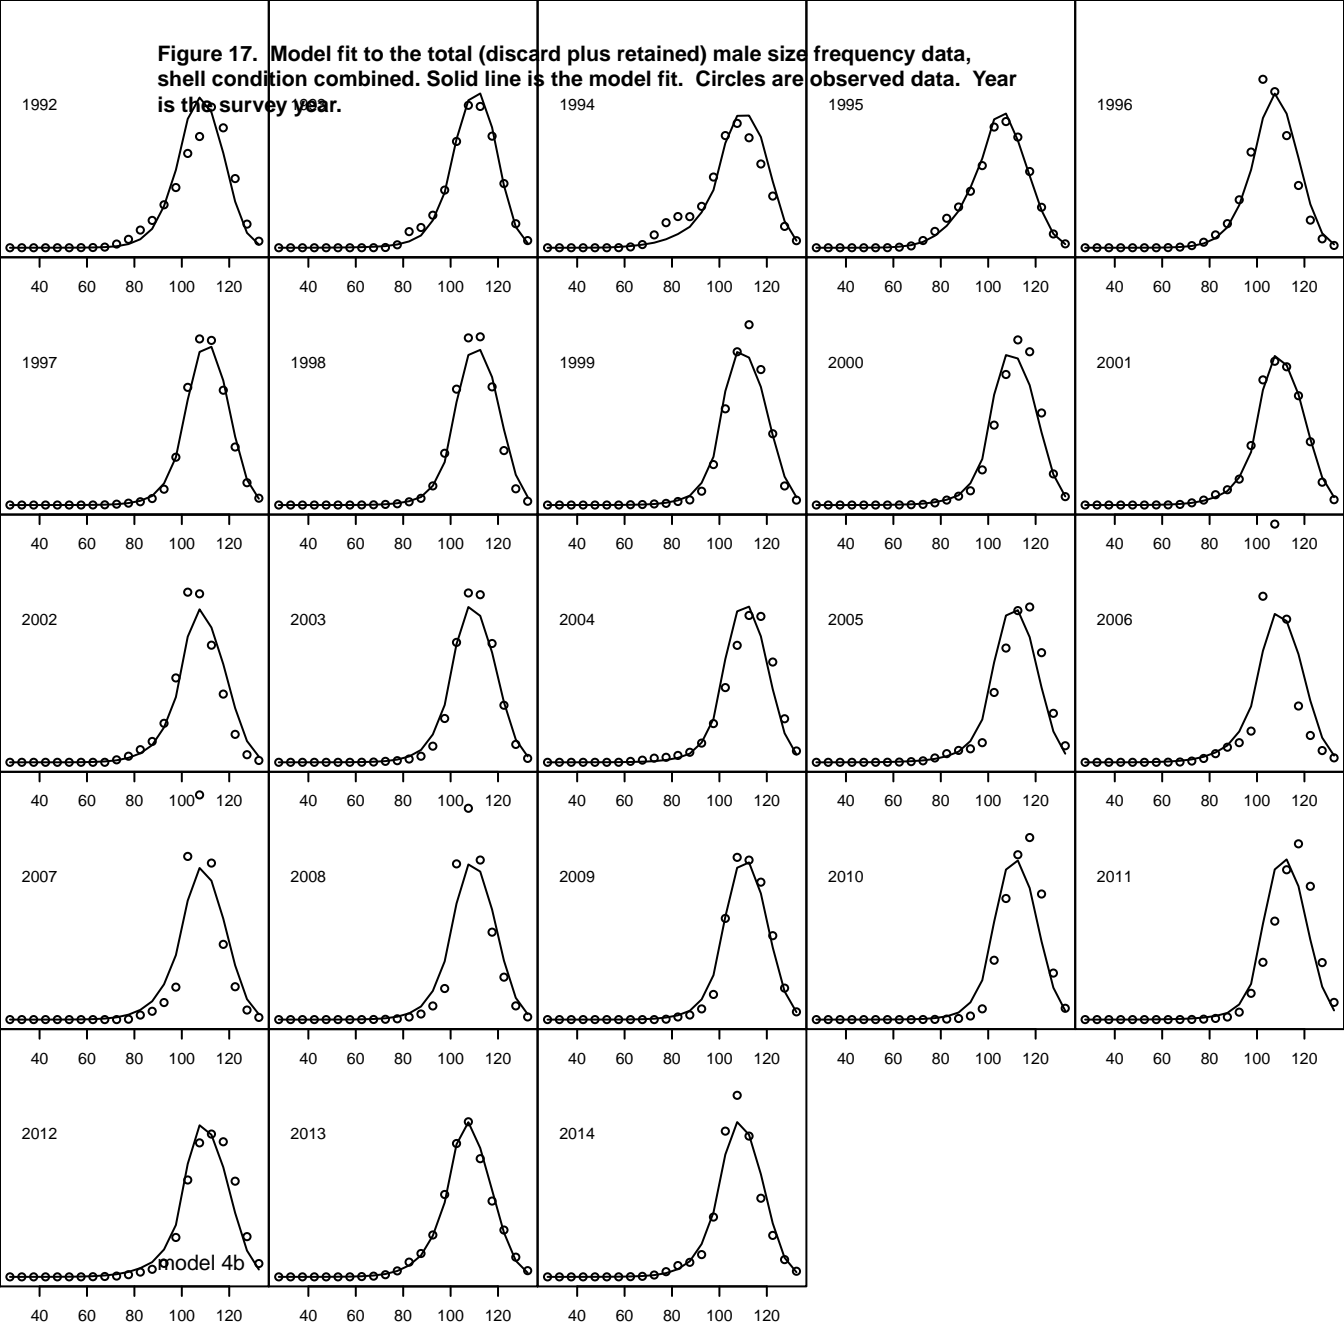 Figure 17.  Model fit to the total (discard plus retained) male size frequency data,
shell condition combined. Solid line is the model fit.  Circles are observed data.  Year
is the survey year.
1992 1993 1994 1995 1996
40 60 80 100 120 40 60 80 100 120 40 60 80 100 120 40 60 80 100 120 40 60 80 100 120
1997 1998 1999 2000 2001
40 60 80 100 120 40 60 80 100 120 40 60 80 100 120 40 60 80 100 120 40 60 80 100 120
2002 2003 2004 2005 2006
40 60 80 100 120 40 60 80 100 120 40 60 80 100 120 40 60 80 100 120 40 60 80 100 120
2007 2008 2009 2010 2011
40 60 80 100 120 40 60 80 100 120 40 60 80 100 120 40 60 80 100 120 40 60 80 100 120
2012 2013 2014
model 4b
40 60 80 100 120 40 60 80 100 120 40 60 80 100 120